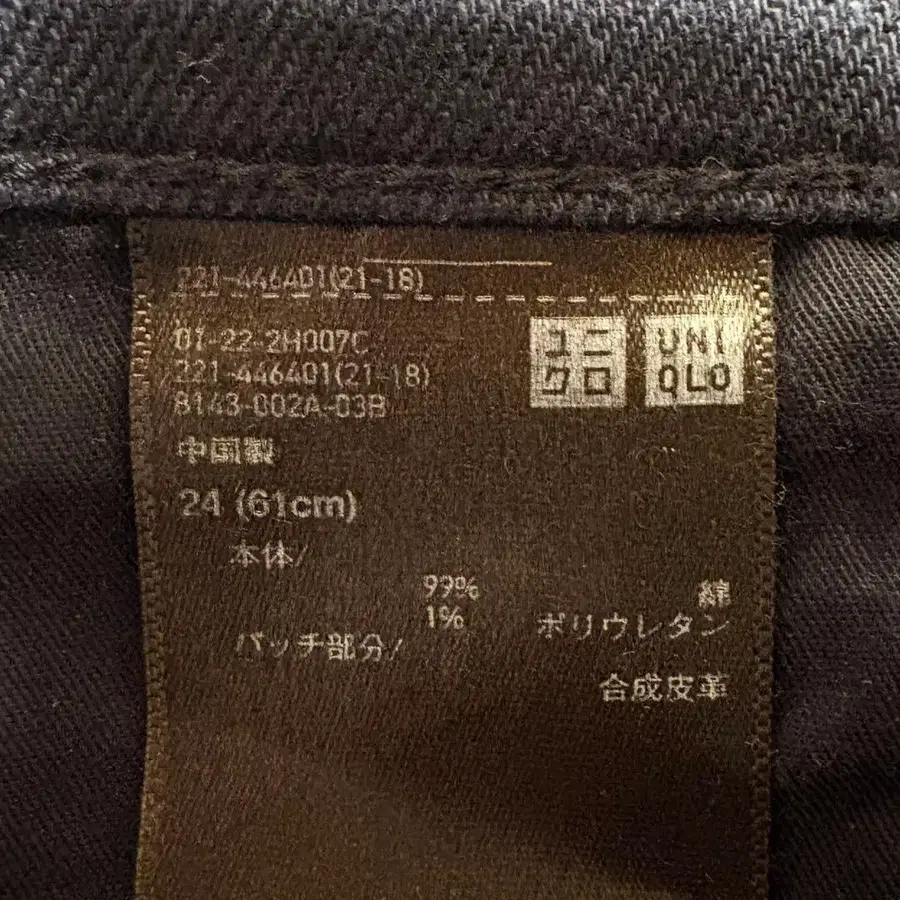 221-446401(21-18)
01-22-2H007C
221-446401(21-18)
8143-002A-03B
ユニ
クロ
UNI
QLO
中国製
24 (61cm)
本体/
99% 綿
1% ポリウレタン
パッチ部分/
合成皮革